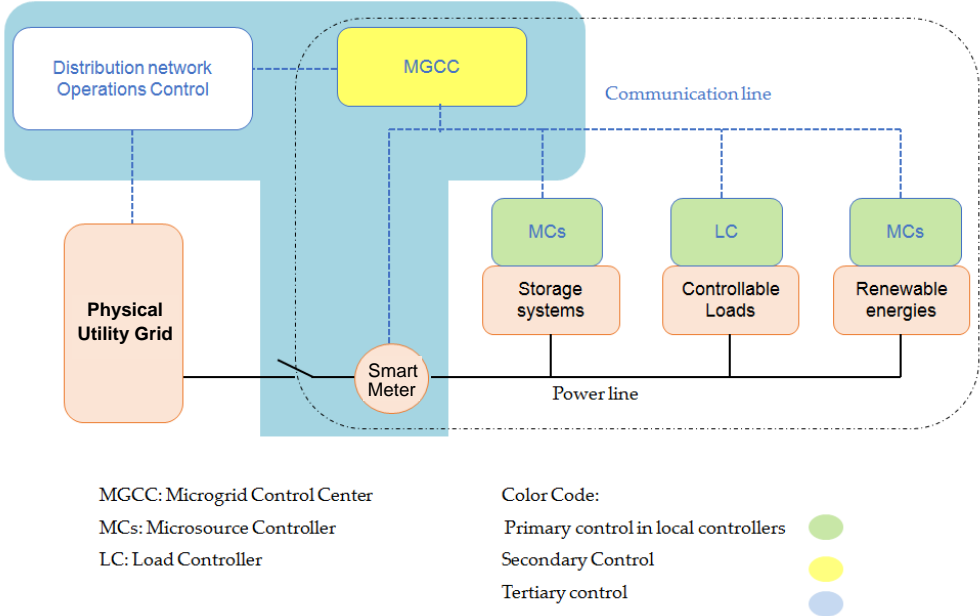 Distribution network
Operations Control
MGCC
Communication line
MCs
LC
MCs
Storage
systems
Controllable
Loads
Renewable
energies
Physical
Utility Grid
Smart
Meter
Power line
MGCC: Microgrid Control Center
MCs: Microsource Controller
LC: Load Controller
Color Code:
Primary control in local controllers
Secondary Control
Tertiary control